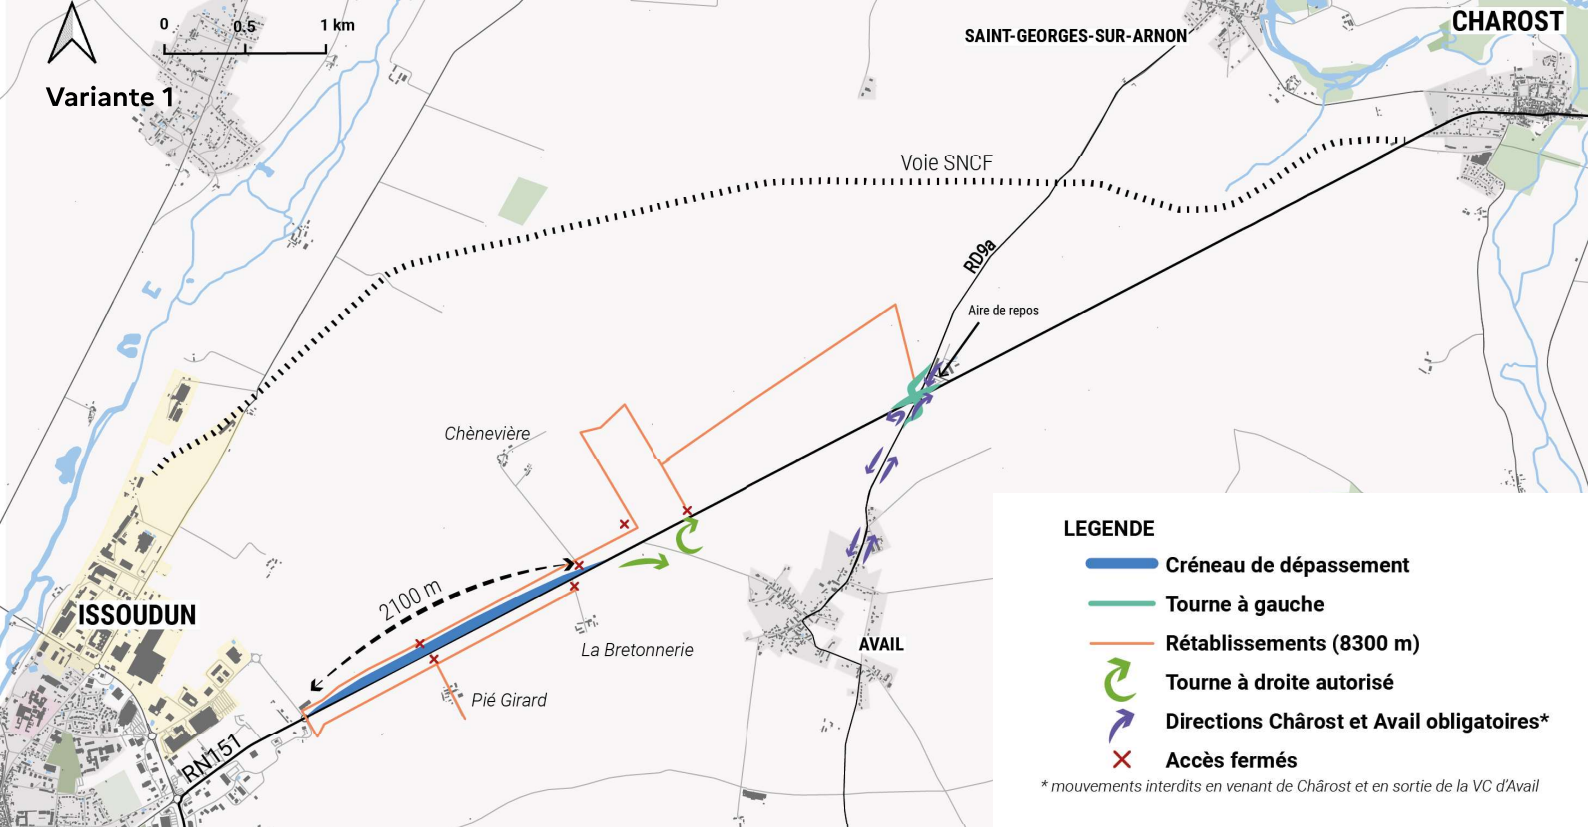 0 0.5 1 km
Variante 1
SAINT-GEORGES-SUR-ARNON
CHAROST
Voie SNCF
RD9a
Aire de repos
Chènevière
2100 m
ISSOUDUN
La Bretonnerie
AVAIL
Pié Girard
RN151
LEGENDE
Créneau de dépassement
Tourne à gauche
Rétablissements (8300 m)
Tourne à droite autorisé
Directions Chârost et Avail obligatoires*
Accès fermés
* mouvements interdits en venant de Chârost et en sortie de la VC d'Avail